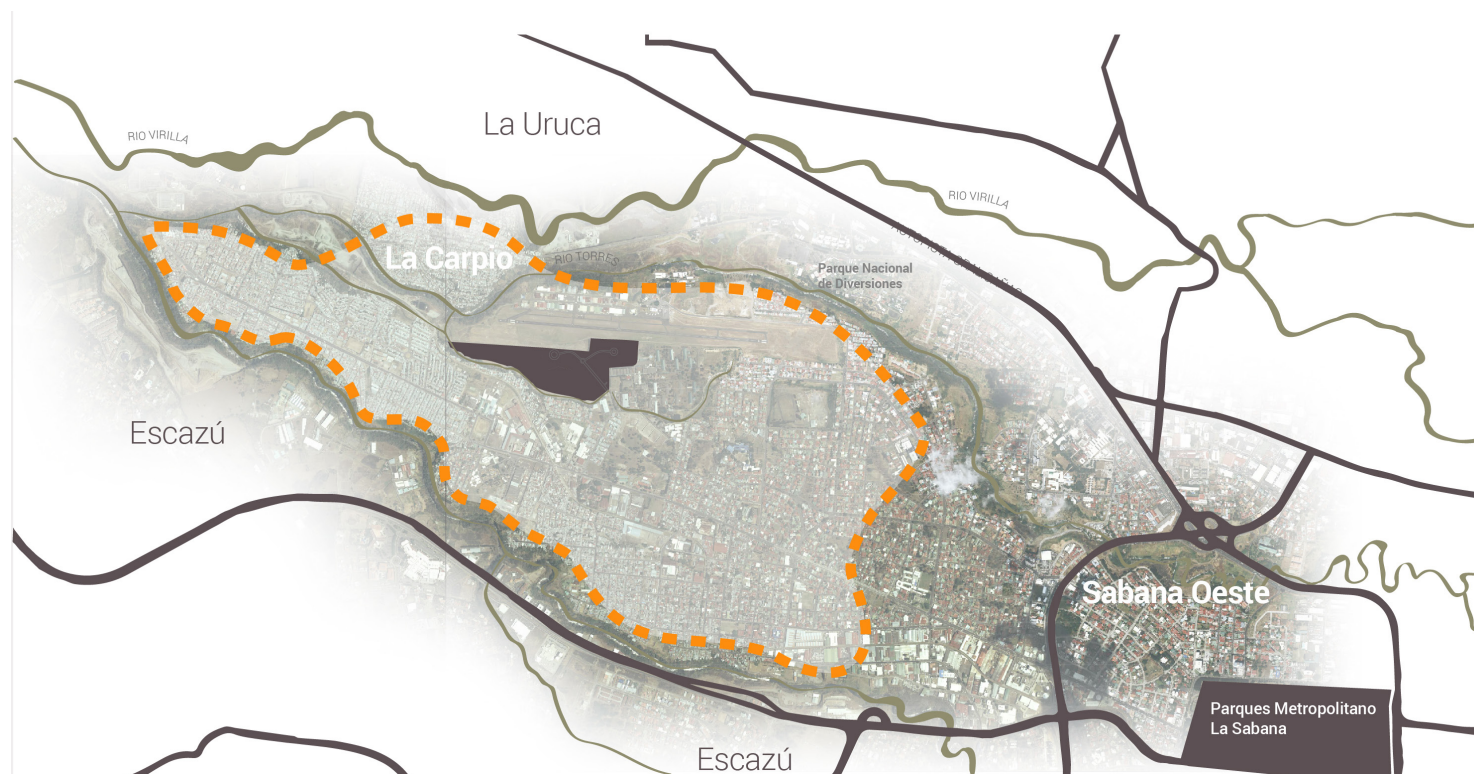 La Uruca
RIO VIRILLA
RIO VIRILLA
La Carpio
RIO TORRES
Parque Nacional
de Diversiones
Escazú
Sabana Oeste
Parques Metropolitano
La Sabana
Escazú